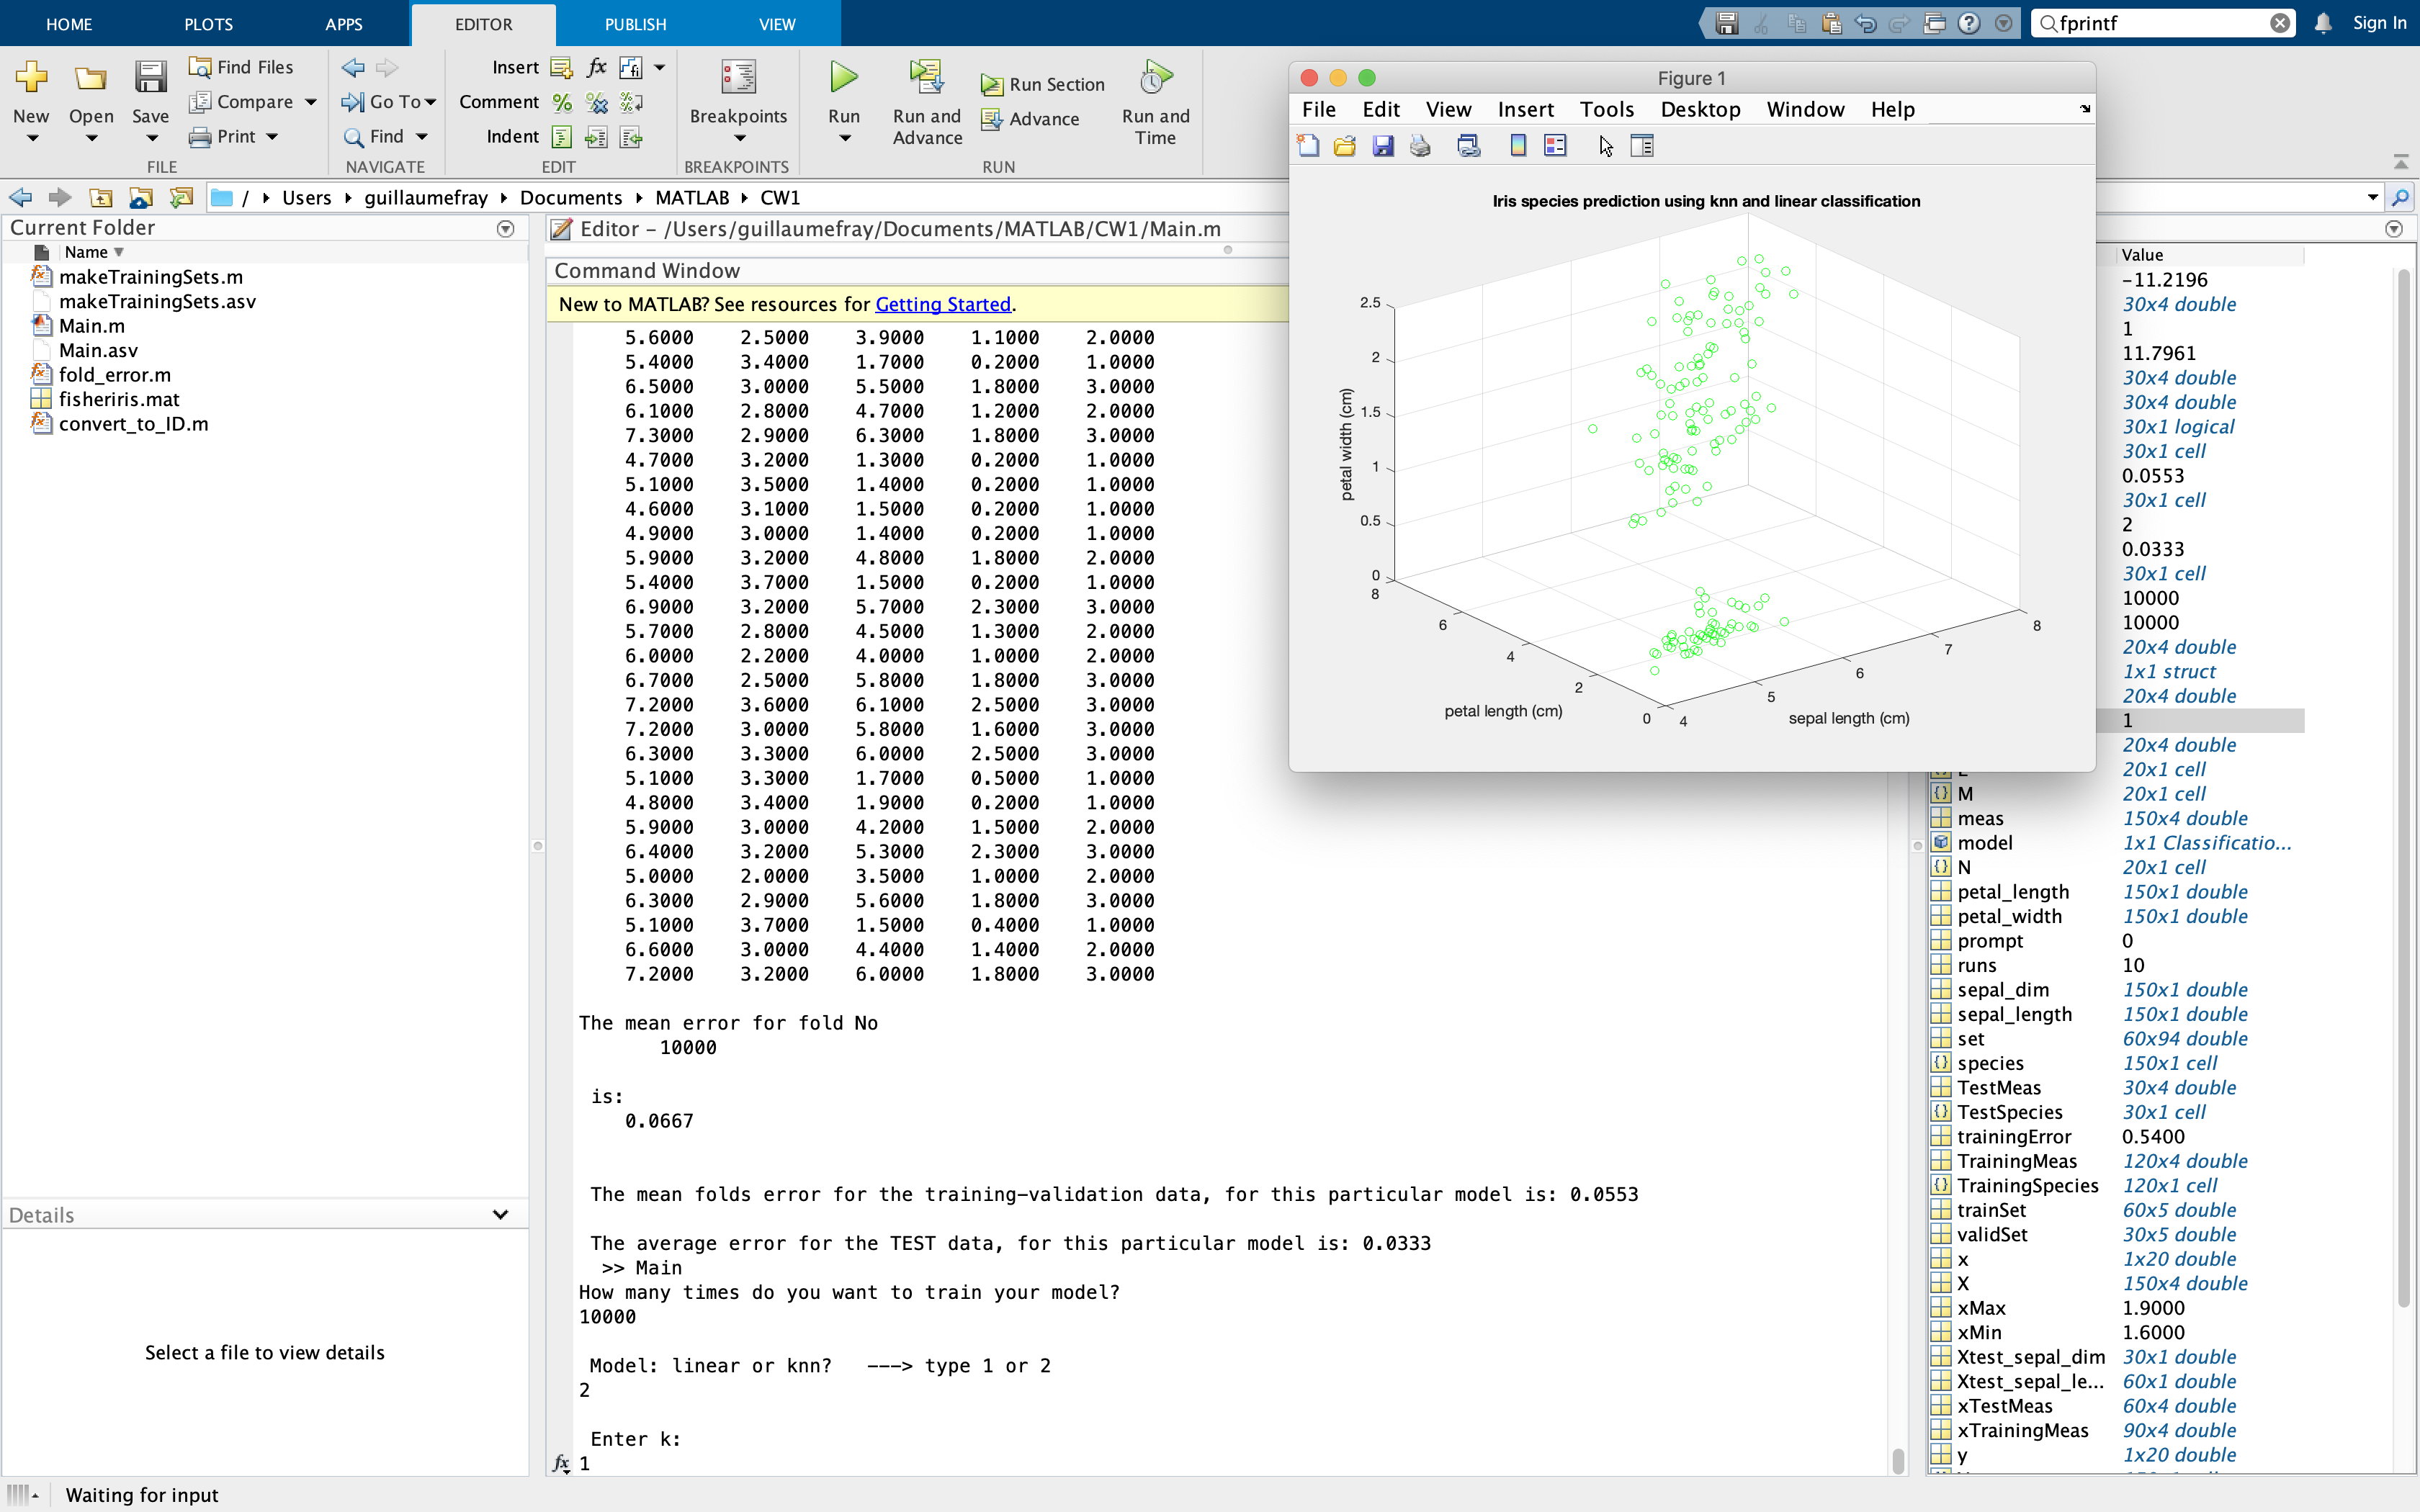 HOME PLOTS APPS EDITOR PUBLISH VIEW
fprintf
Sign In
New
Open
Save
Find Files
Compare
Print
FILE
Go To
Find
NAVIGATE
Insert
Comment
Indent
EDIT
Breakpoints
BREAKPOINTS
Run
Run and
Advance
Run Section
Advance
Run and
Time
RUN
/ Users guillaumefray Documents MATLAB CW1
Current Folder
Name
makeTrainingSets.m
makeTrainingSets.asv
Main.m
Main.asv
fold_error.m
fisheriris.mat
convert_to_ID.m
Details
Select a file to view details
Waiting for input
Editor – /Users/guillaumefray/Documents/MATLAB/CW1/Main.m
Command Window
New to MATLAB? See resources for Getting Started.
5.6000 2.5000 3.9000 1.1000 2.0000
5.4000 3.4000 1.7000 0.2000 1.0000
6.5000 3.0000 5.5000 1.8000 3.0000
6.1000 2.8000 4.7000 1.2000 2.0000
7.3000 2.9000 6.3000 1.8000 3.0000
4.7000 3.2000 1.3000 0.2000 1.0000
5.1000 3.5000 1.4000 0.2000 1.0000
4.6000 3.1000 1.5000 0.2000 1.0000
4.9000 3.0000 1.4000 0.2000 1.0000
5.9000 3.2000 4.8000 1.8000 2.0000
5.4000 3.7000 1.5000 0.2000 1.0000
6.9000 3.2000 5.7000 2.3000 3.0000
5.7000 2.8000 4.5000 1.3000 2.0000
6.0000 2.2000 4.0000 1.0000 2.0000
6.7000 2.5000 5.8000 1.8000 3.0000
7.2000 3.6000 6.1000 2.5000 3.0000
7.2000 3.0000 5.8000 1.6000 3.0000
6.3000 3.3000 6.0000 2.5000 3.0000
5.1000 3.3000 1.7000 0.5000 1.0000
4.8000 3.4000 1.9000 0.2000 1.0000
5.9000 3.0000 4.2000 1.5000 2.0000
6.4000 3.2000 5.3000 2.3000 3.0000
5.0000 2.0000 3.5000 1.0000 2.0000
6.3000 2.9000 5.6000 1.8000 3.0000
5.1000 3.7000 1.5000 0.4000 1.0000
6.6000 3.0000 4.4000 1.4000 2.0000
7.2000 3.2000 6.0000 1.8000 3.0000
The mean error for fold No
10000
is:
0.0667
The mean folds error for the training-validation data, for this particular model is: 0.0553
The average error for the TEST data, for this particular model is: 0.0333
>> Main
How many times do you want to train your model?
10000
Model: linear or knn? ---> type 1 or 2
2
Enter k:
fx 1
Figure 1
File Edit View Insert Tools Desktop Window Help
Iris species prediction using knn and linear classification
2.5
2
1.5
1
0.5
0
petal width (cm)
8
6
4
2
0
petal length (cm)
4
5
6
7
8
sepal length (cm)
Value
-11.2196
30x4 double
1
11.7961
30x4 double
30x4 double
30x1 logical
30x1 cell
0.0553
30x1 cell
2
0.0333
30x1 cell
10000
10000
20x4 double
1x1 struct
20x4 double
1
20x4 double
20x1 cell
M 20x1 cell
meas 150x4 double
model 1x1 Classificatio...
N 20x1 cell
petal_length 150x1 double
petal_width 150x1 double
prompt 0
runs 10
sepal_dim 150x1 double
sepal_length 150x1 double
set 60x94 double
species 150x1 cell
TestMeas 30x4 double
TestSpecies 30x1 cell
trainingError 0.5400
TrainingMeas 120x4 double
TrainingSpecies 120x1 cell
trainSet 60x5 double
validSet 30x5 double
x 1x20 double
X 150x4 double
xMax 1.9000
xMin 1.6000
Xtest_sepal_dim 30x1 double
Xtest_sepal_le... 60x1 double
xTestMeas 60x4 double
xTrainingMeas 90x4 double
y 1x20 double